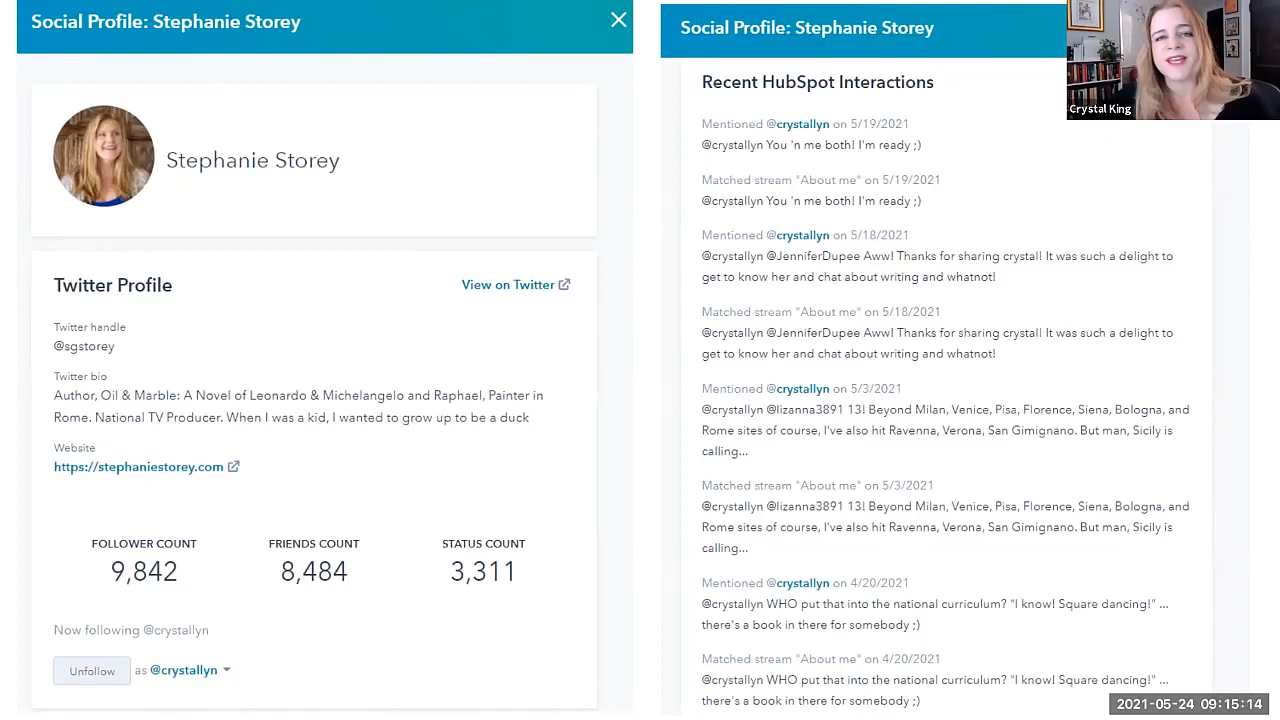 Social Profile: Stephanie Storey
Stephanie Storey
Twitter Profile
View on Twitter
Twitter handle
@sgstorey
Twitter bio
Author, Oil & Marble: A Novel of Leonardo & Michelangelo and Raphael, Painter in
Rome. National TV Producer. When I was a kid, I wanted to grow up to be a duck
Website
https://stephaniestorey.com
FOLLOWER COUNT
9,842
FRIENDS COUNT
8,484
STATUS COUNT
3,311
Now following @crystallyn
Unfollow
as @crystallyn
Social Profile: Stephanie Storey
Recent HubSpot Interactions
Mentioned @crystallyn on 5/19/2021
@crystallyn You 'n me both! I'm ready ;)
Matched stream "About me" on 5/19/2021
@crystallyn You 'n me both! I'm ready ;)
Mentioned @crystallyn on 5/18/2021
@crystallyn @JenniferDupee Aww! Thanks for sharing crystal! It was such a delight to
get to know her and chat about writing and whatnot!
Matched stream "About me" on 5/18/2021
@crystallyn @JenniferDupee Aww! Thanks for sharing crystal! It was such a delight to
get to know her and chat about writing and whatnot!
Mentioned @crystallyn on 5/3/2021
@crystallyn @lizanna3891 13! Beyond Milan, Venice, Pisa, Florence, Siena, Bologna, and
Rome sites of course, I've also hit Ravenna, Verona, San Gimignano. But man, Sicily is
calling...
Matched stream "About me" on 5/3/2021
@crystallyn @lizanna3891 13! Beyond Milan, Venice, Pisa, Florence, Siena, Bologna, and
Rome sites of course, I've also hit Ravenna, Verona, San Gimignano. But man, Sicily is
calling...
Mentioned @crystallyn on 4/20/2021
@crystallyn WHO put that into the national curriculum? "I know! Square dancing!" ...
there's a book in there for somebody ;)
Matched stream "About me" on 4/20/2021
@crystallyn WHO put that into the national curriculum? "I know! Square dancing!" ...
there's a book in there for somebody ;)
Crystal King
2021-05-24 09:15:14